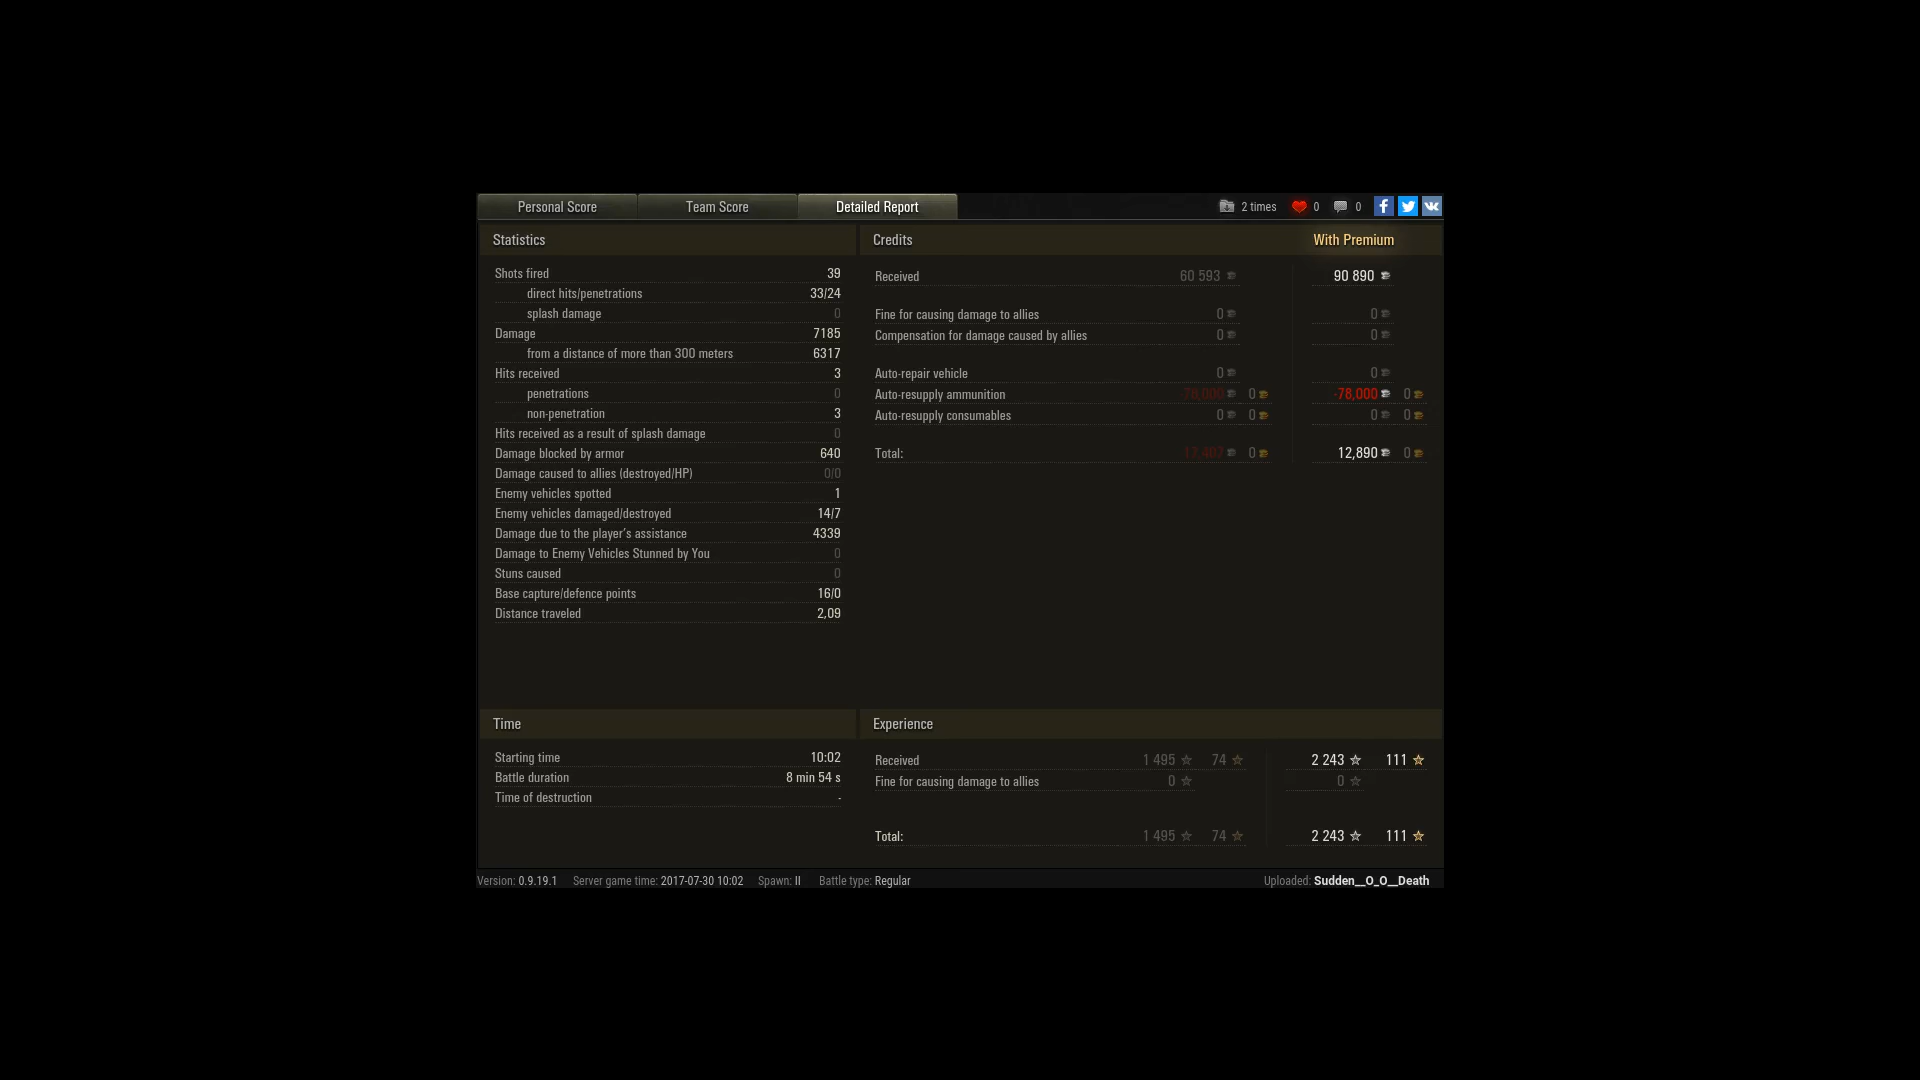 Personal Score Team Score Detailed Report 2 times 0 0
Statistics
Shots fired 39
direct hits/penetrations 33/24
splash damage 0
Damage 7185
from a distance of more than 300 meters 6317
Hits received 3
penetrations 0
non-penetration 3
Hits received as a result of splash damage 0
Damage blocked by armor 640
Damage caused to allies (destroyed/HP) 0/0
Enemy vehicles spotted 1
Enemy vehicles damaged/destroyed 14/7
Damage due to the player's assistance 4339
Damage to Enemy Vehicles Stunned by You 0
Stuns caused 0
Base capture/defence points 16/0
Distance traveled 2,09
Credits With Premium
Received 60 593 90 890
Fine for causing damage to allies 0 0
Compensation for damage caused by allies 0 0
Auto-repair vehicle 0 0
Auto-resupply ammunition -78,000 0 -78,000 0
Auto-resupply consumables 0 0 0 0
Total: 0 12,890 0
Time
Starting time 10:02
Battle duration 8 min 54 s
Time of destruction -
Experience
Received 1 495 74 2 243 111
Fine for causing damage to allies 0 0
Total: 1 495 74 2 243 111
Version: 0.9.19.1 Server game time: 2017-07-30 10:02 Spawn: II Battle type: Regular Uploaded: Sudden__O_O__Death